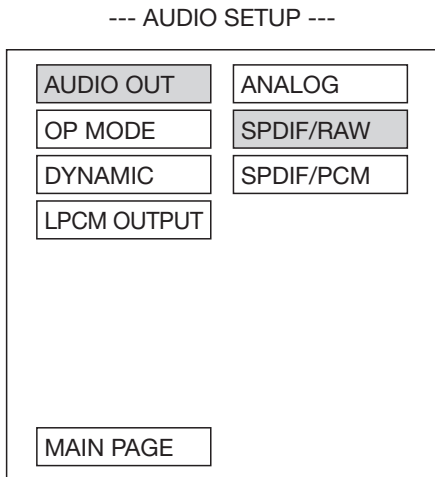 --- AUDIO SETUP ---
AUDIO OUT
ANALOG
OP MODE
SPDIF/RAW
DYNAMIC
SPDIF/PCM
LPCM OUTPUT
MAIN PAGE